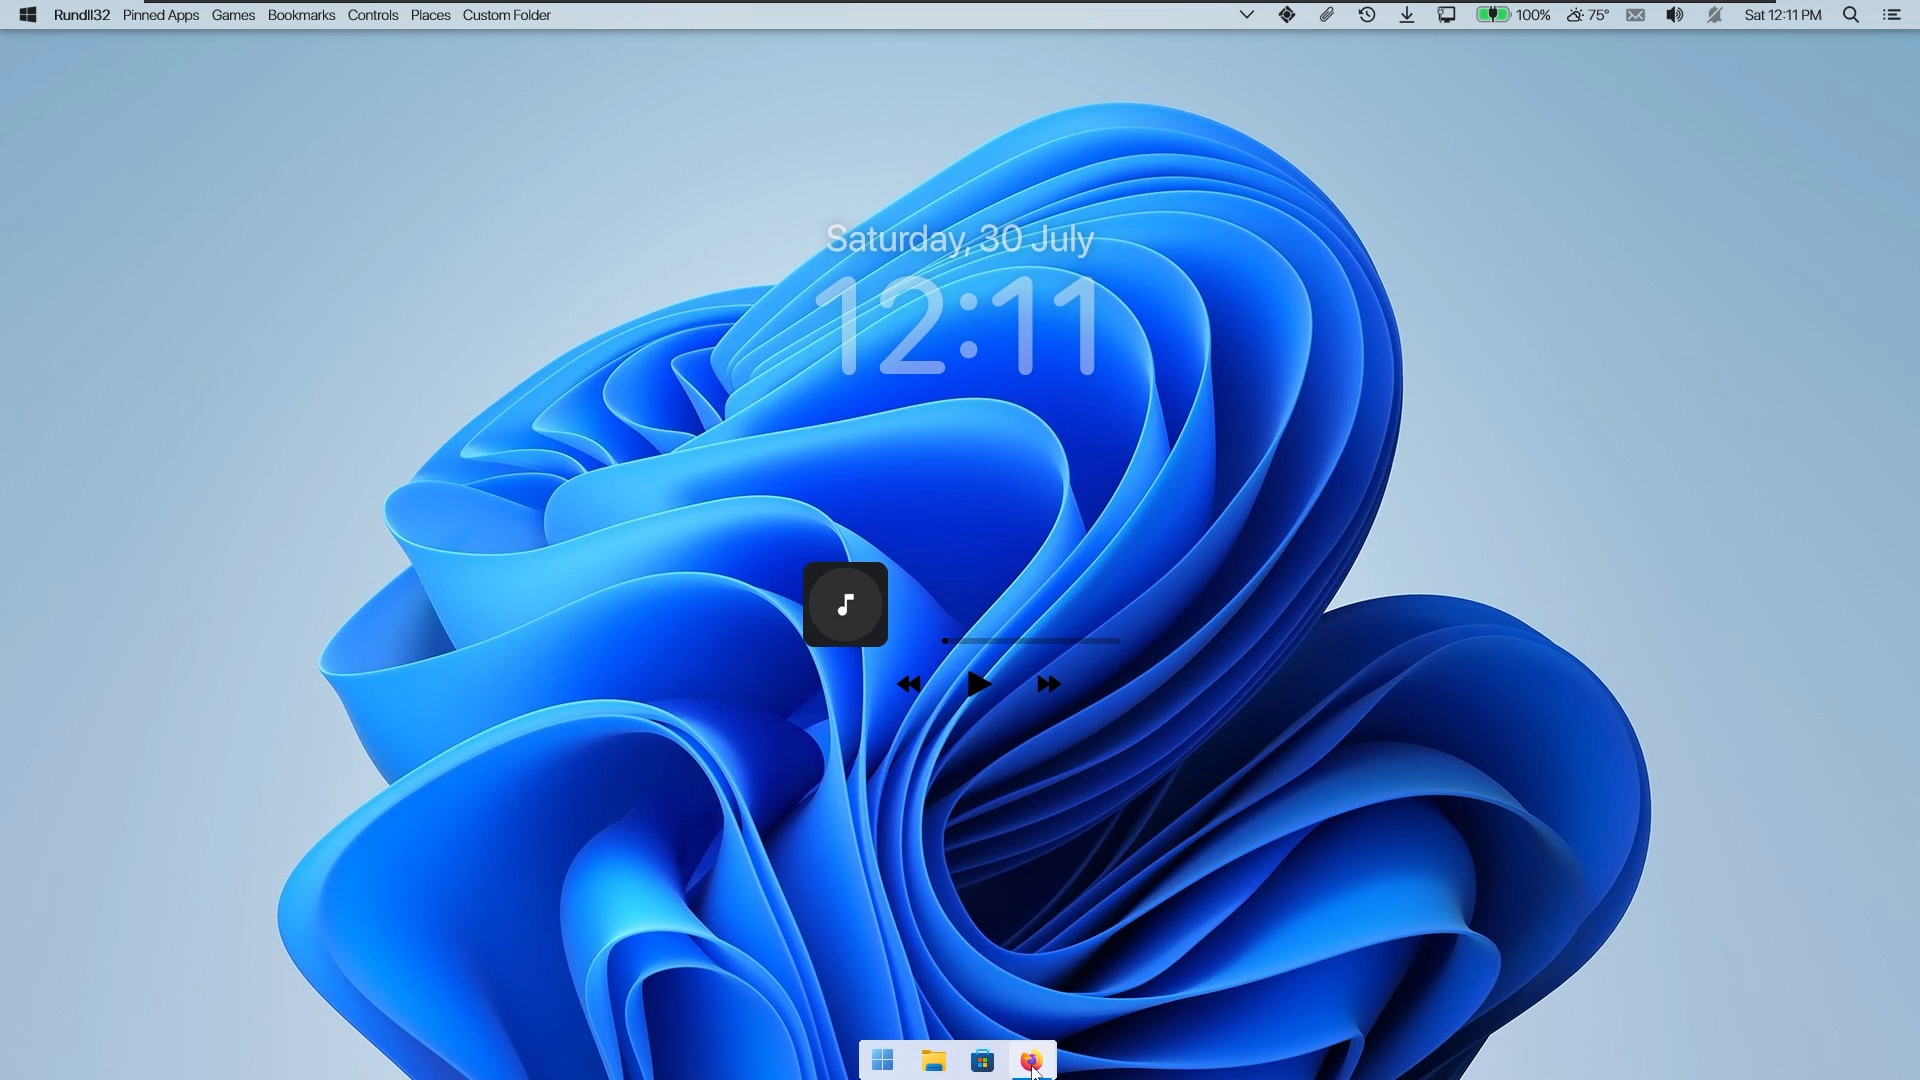 Rundll32 Pinned Apps Games Bookmarks Controls Places Custom Folder 100% 75° Sat 12:11 PM
Saturday, 30 July
12:11